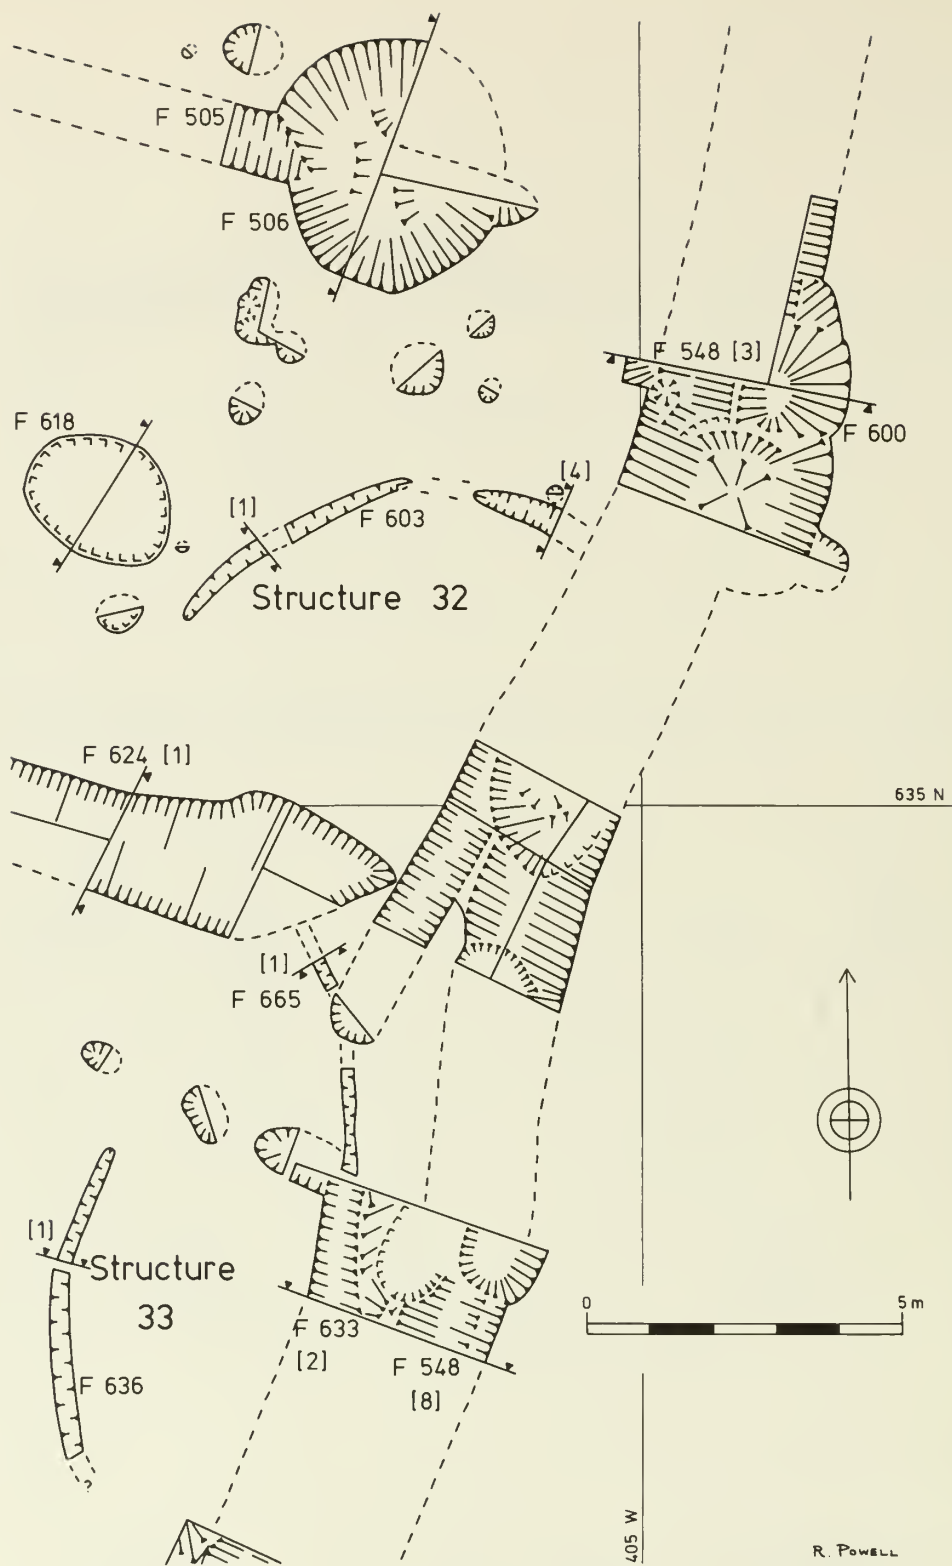 F 505
F 506
F 548 [3]
F 600
F 618
[4]
[1]
F 603
Structure 32
F 624 [1]
635 N
[1]
F 665
[1]
Structure
33
0 5 m
F 633
[2]
F 548
[8]
F 636
?
405 W
R. POWELL